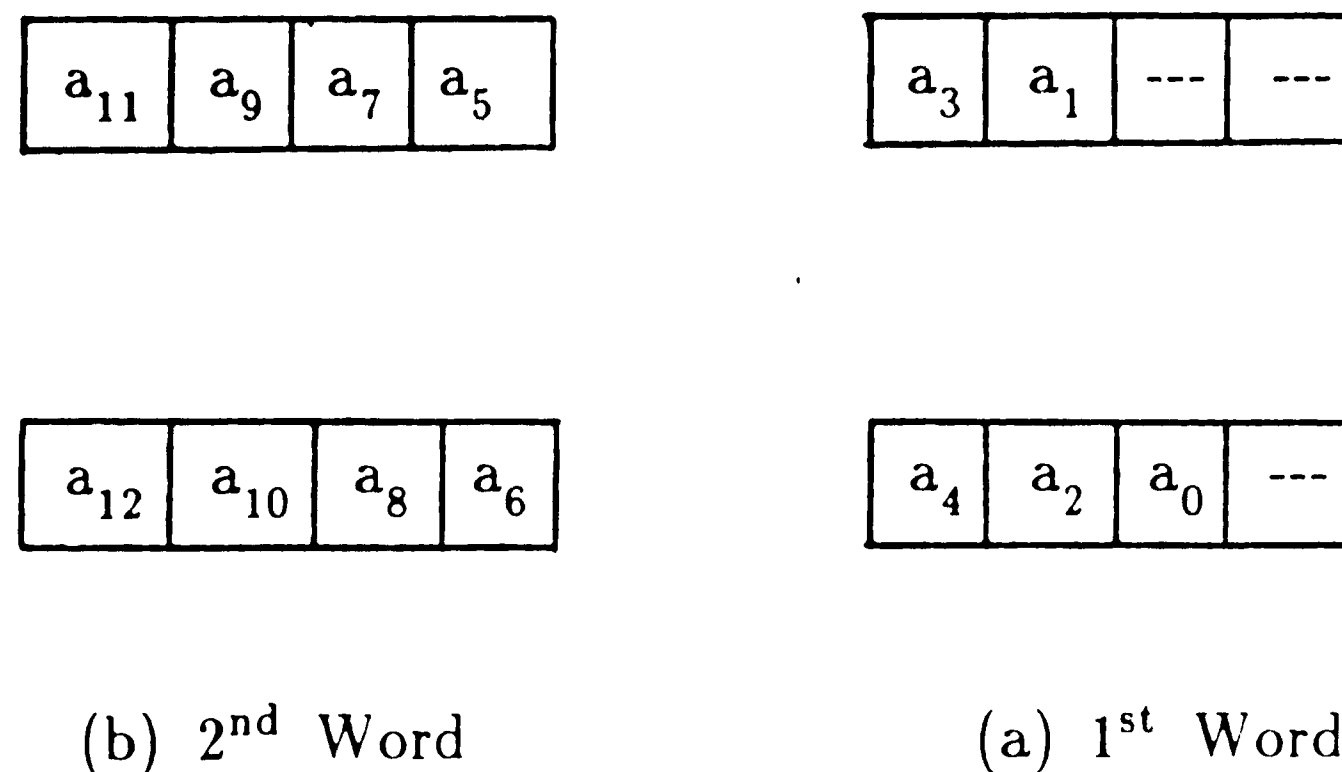 a₁₁ a₉ a₇ a₅ a₃ a₁ --- ---
a₁₂ a₁₀ a₈ a₆ a₄ a₂ a₀ ---
(b) 2ⁿᵈ Word (a) 1ˢᵗ Word